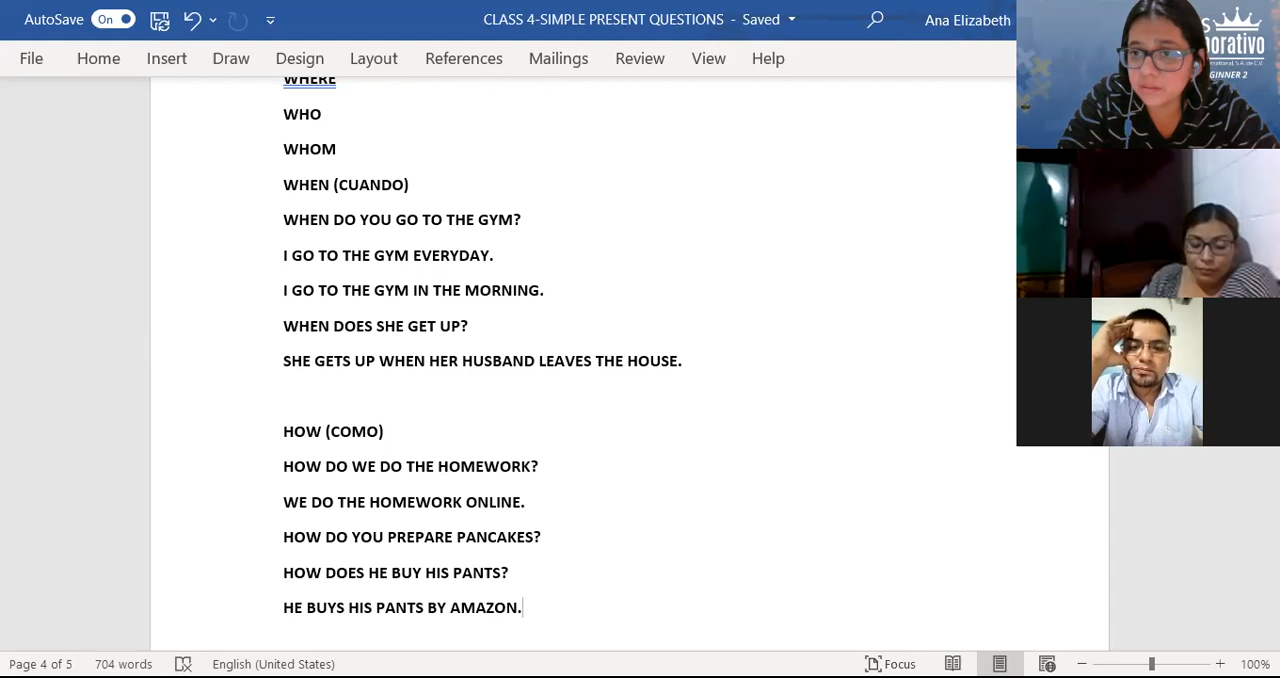 AutoSave On CLASS 4-SIMPLE PRESENT QUESTIONS - Saved Ana Elizabeth
File Home Insert Draw Design Layout References Mailings Review View Help
WHERE
WHO
WHOM
WHEN (CUANDO)
WHEN DO YOU GO TO THE GYM?
I GO TO THE GYM EVERYDAY.
I GO TO THE GYM IN THE MORNING.
WHEN DOES SHE GET UP?
SHE GETS UP WHEN HER HUSBAND LEAVES THE HOUSE.
HOW (COMO)
HOW DO WE DO THE HOMEWORK?
WE DO THE HOMEWORK ONLINE.
HOW DO YOU PREPARE PANCAKES?
HOW DOES HE BUY HIS PANTS?
HE BUYS HIS PANTS BY AMAZON.
Page 4 of 5 704 words English (United States) Focus 100%